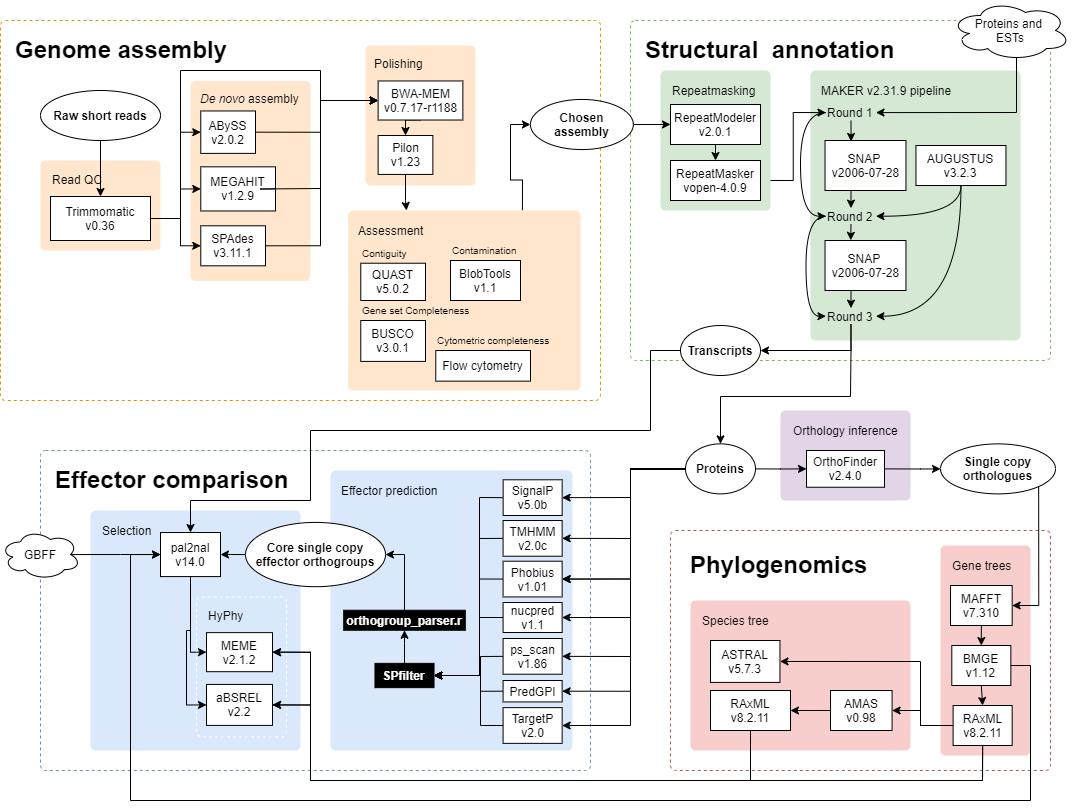 Genome assembly
Raw short reads
Read QC
Trimmomatic
v0.36
De novo assembly
ABySS
v2.0.2
MEGAHIT
v1.2.9
SPAdes
v3.11.1
Polishing
BWA-MEM
v0.7.17-r1188
Pilon
v1.23
Assessment
Contiguity
QUAST
v5.0.2
Contamination
BlobTools
v1.1
Gene set Completeness
BUSCO
v3.0.1
Cytometric completeness
Flow cytometry
Chosen
assembly
Structural annotation
Proteins and
ESTs
Repeatmasking
RepeatModeler
v2.0.1
RepeatMasker
vopen-4.0.9
MAKER v2.31.9 pipeline
Round 1
SNAP
v2006-07-28
AUGUSTUS
v3.2.3
Round 2
SNAP
v2006-07-28
Round 3
Transcripts
Proteins
Orthology inference
OrthoFinder
v2.4.0
Single copy
orthologues
Effector comparison
GBFF
Selection
pal2nal
v14.0
HyPhy
MEME
v2.1.2
aBSREL
v2.2
Core single copy
effector orthogroups
Effector prediction
orthogroup_parser.r
SPfilter
SignalP
v5.0b
TMHMM
v2.0c
Phobius
v1.01
nucpred
v1.1
ps_scan
v1.86
PredGPI
TargetP
v2.0
Phylogenomics
Gene trees
MAFFT
v7.310
BMGE
v1.12
RAxML
v8.2.11
Species tree
ASTRAL
v5.7.3
RAxML
v8.2.11
AMAS
v0.98